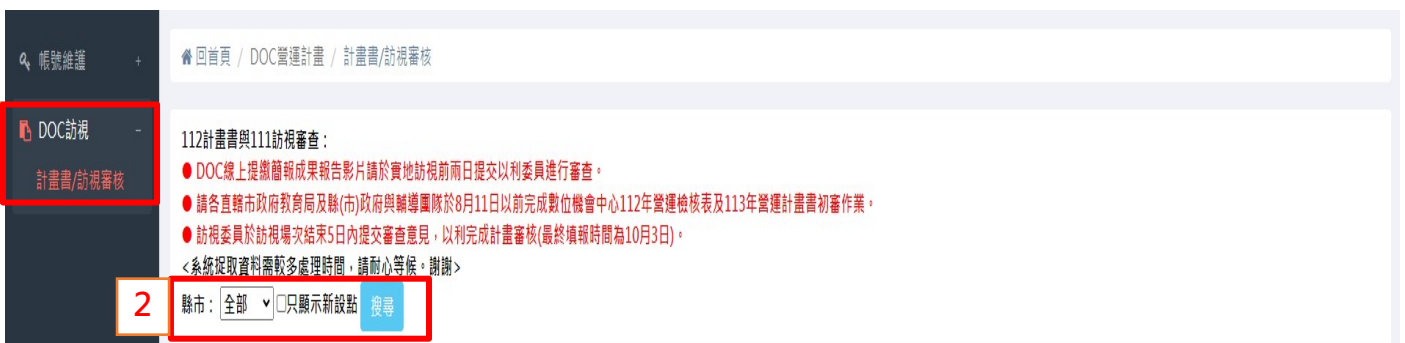 帳號維護 +
回首頁 / DOC營運計畫 / 計畫書/訪視審核
DOC訪視 -
計畫書/訪視審核
112計畫書與111訪視審查：
● DOC線上提繳簡報成果報告影片請於實地訪視前兩日提交以利委員進行審查。
● 請各直轄市政府教育局及縣(市)政府與輔導團隊於8月11日以前完成數位機會中心112年營運檢核表及113年營運計畫書初審作業。
● 訪視委員於訪視場次結束5日內提交審查意見，以利完成計畫審核(最終填報時間為10月3日)。
<系統捉取資料需較多處理時間，請耐心等候。謝謝>
2
縣市： 全部 只顯示新設點 搜尋